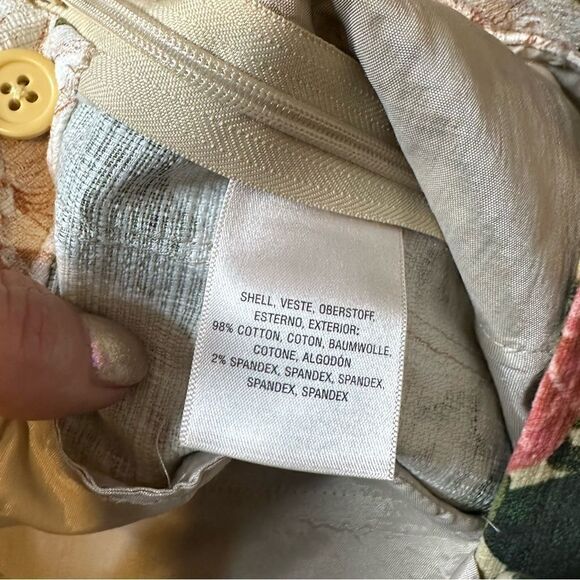 SHELL, VESTE, OBERSTOFF,
ESTERNO, EXTERIOR:
98% COTTON, COTON, BAUMWOLLE,
COTONE, ALGODÓN
2% SPANDEX, SPANDEX, SPANDEX,
SPANDEX, SPANDEX